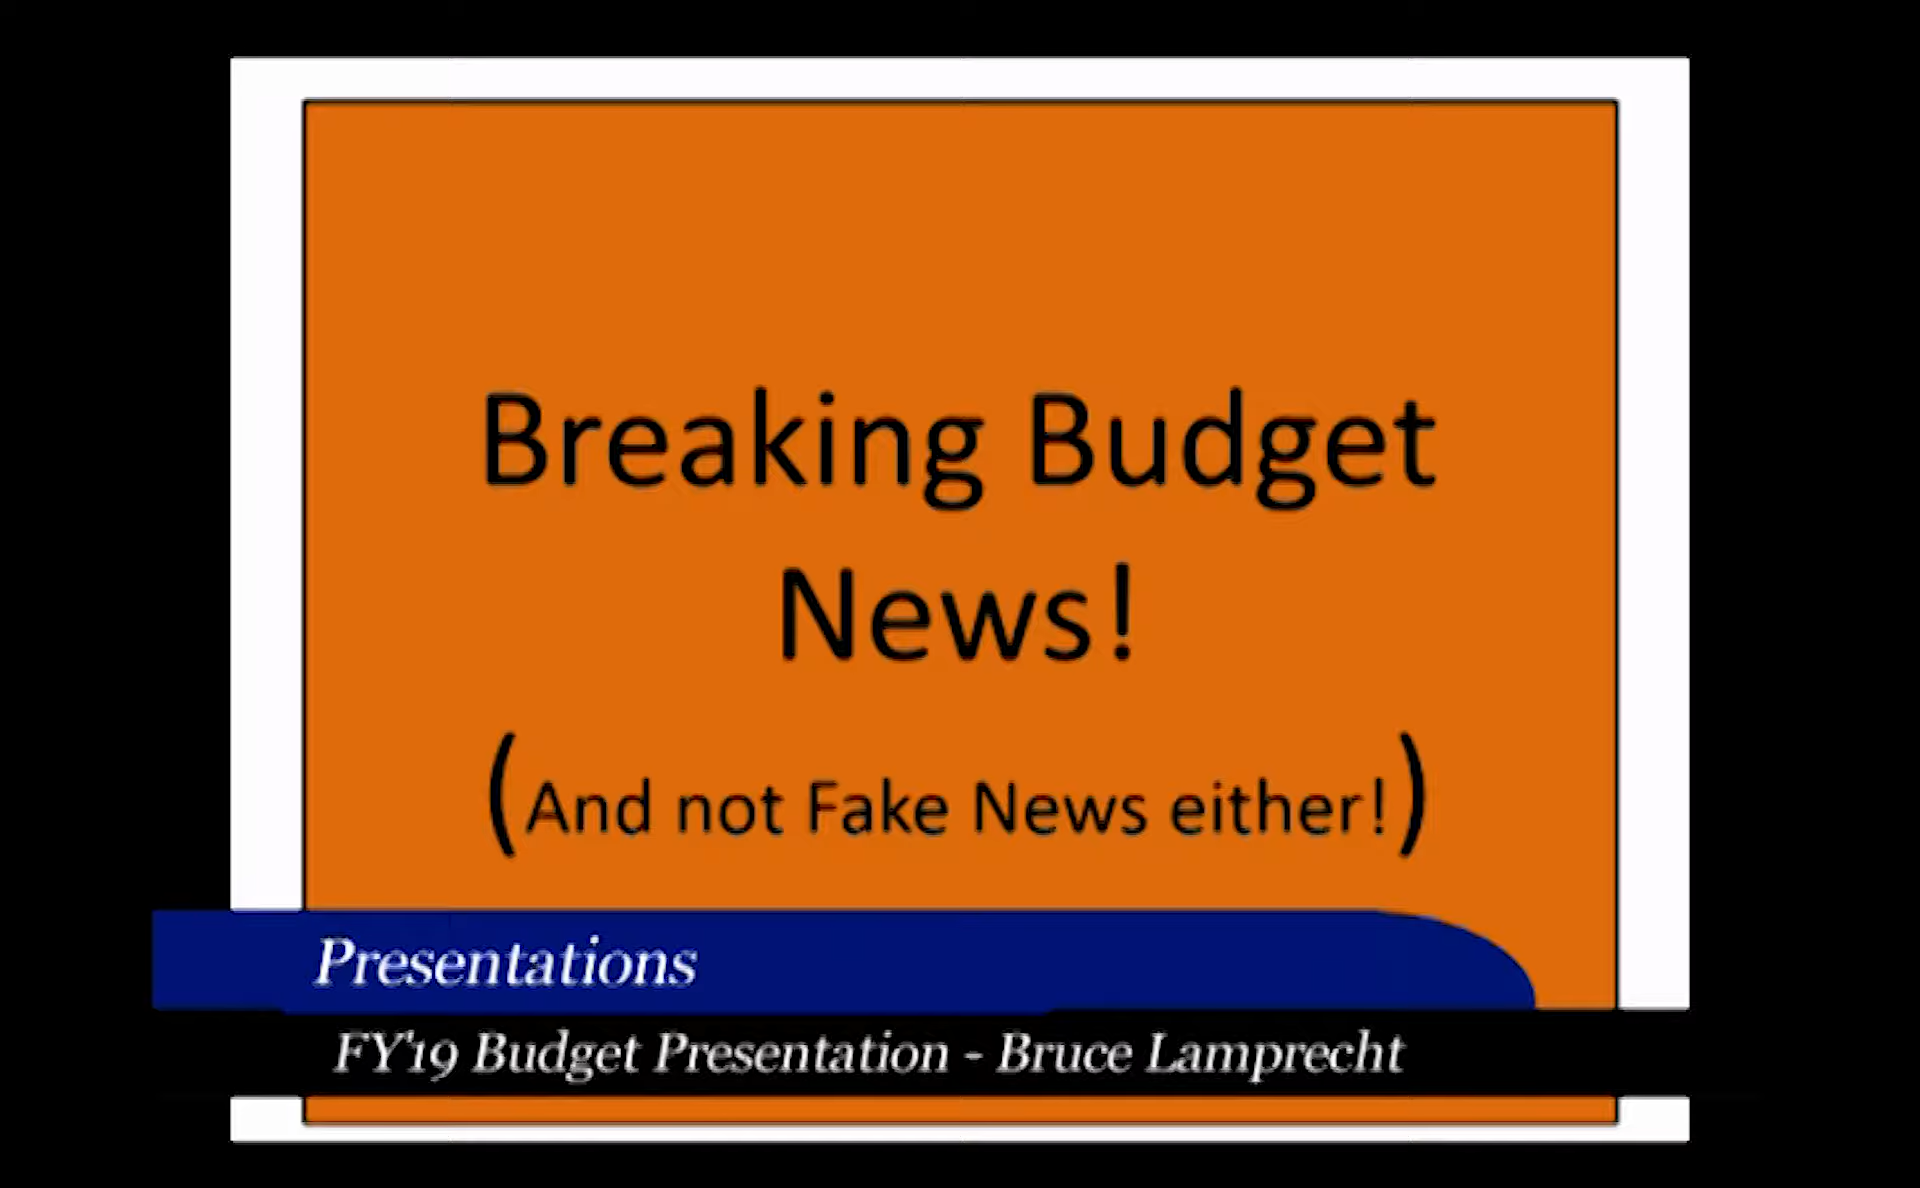 Breaking Budget
News!
(And not Fake News either!)
Presentations
FY'19 Budget Presentation - Bruce Lamprecht